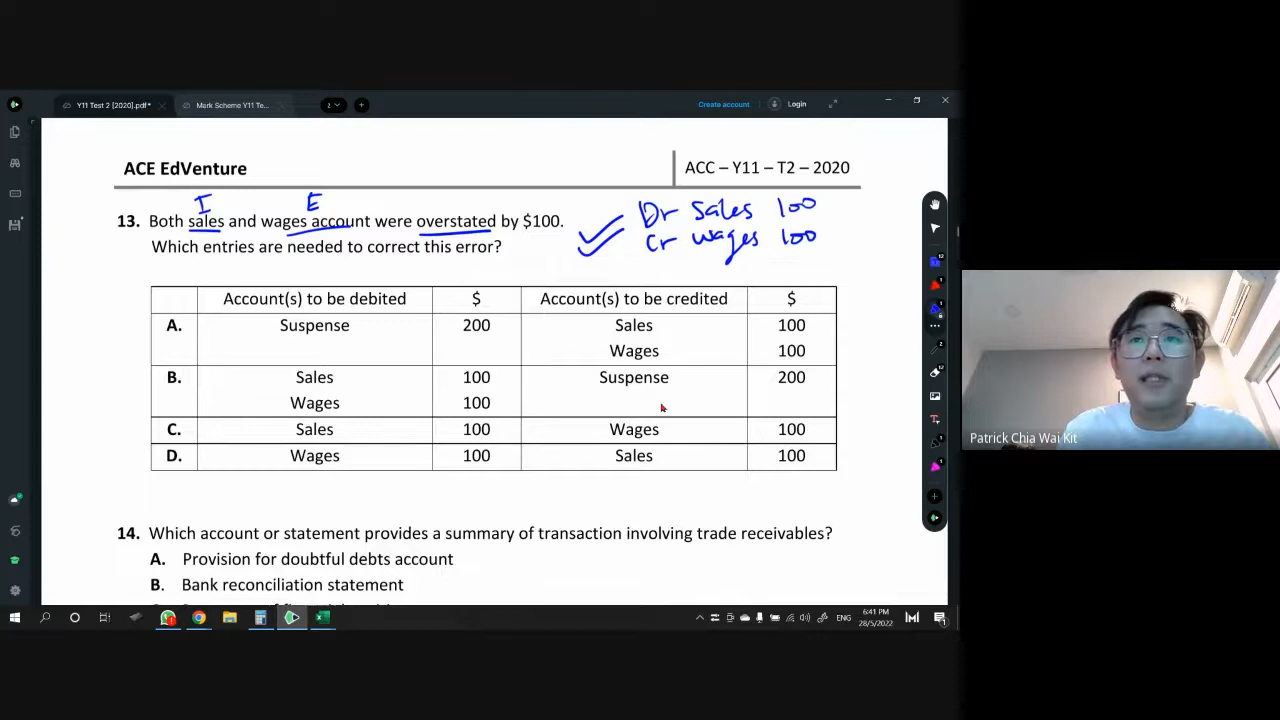 Y11 Test 2 [2020].pdf*
Mark Scheme Y11 Te...
2
Create account
Login
ACE EdVenture
ACC – Y11 – T2 – 2020
I E
13. Both sales and wages account were overstated by $100.
Which entries are needed to correct this error?
Dr Sales 100
Cr wages 100
Account(s) to be debited $ Account(s) to be credited $
A. Suspense 200 Sales 100
Wages 100
B. Sales 100 Suspense 200
Wages 100
C. Sales 100 Wages 100
D. Wages 100 Sales 100
14. Which account or statement provides a summary of transaction involving trade receivables?
A. Provision for doubtful debts account
B. Bank reconciliation statement
Patrick Chia Wai Kit
ENG
6:41 PM
28/5/2022